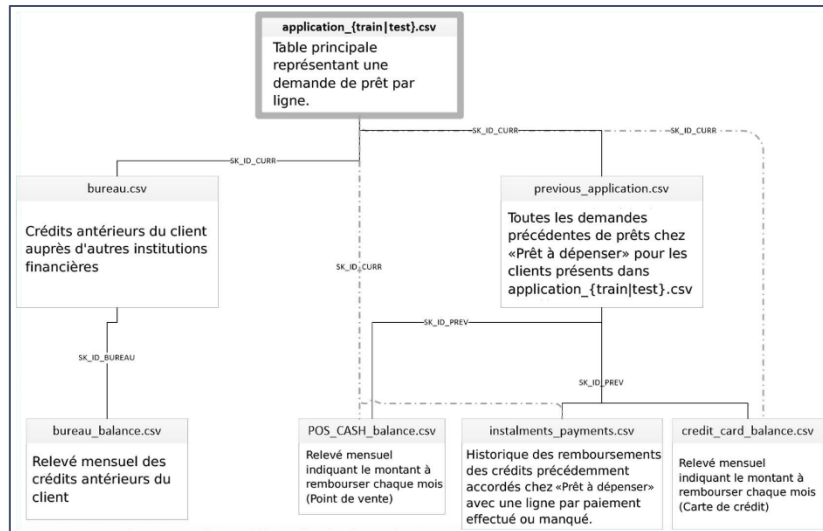 application_{train|test}.csv
Table principale
représentant une
demande de prêt par
ligne.
SK_ID_CURR
SK_ID_CURR
SK_ID_CURR
bureau.csv
Crédits antérieurs du client
auprès d'autres institutions
financières
previous_application.csv
Toutes les demandes
précédentes de prêts chez
«Prêt à dépenser» pour les
clients présents dans
application_{train|test}.csv
SK_ID_CURR
SK_ID_PREV
SK_ID_BUREAU
SK_ID_PREV
bureau_balance.csv
Relevé mensuel des
crédits antérieurs du
client
POS_CASH_balance.csv
Relevé mensuel
indiquant le montant à
rembourser chaque mois
(Point de vente)
instalments_payments.csv
Historique des remboursements
des crédits précédemment
accordés chez «Prêt à dépenser»
avec une ligne par paiement
effectué ou manqué.
credit_card_balance.csv
Relevé mensuel
indiquant le montant à
rembourser chaque mois
(Carte de crédit)